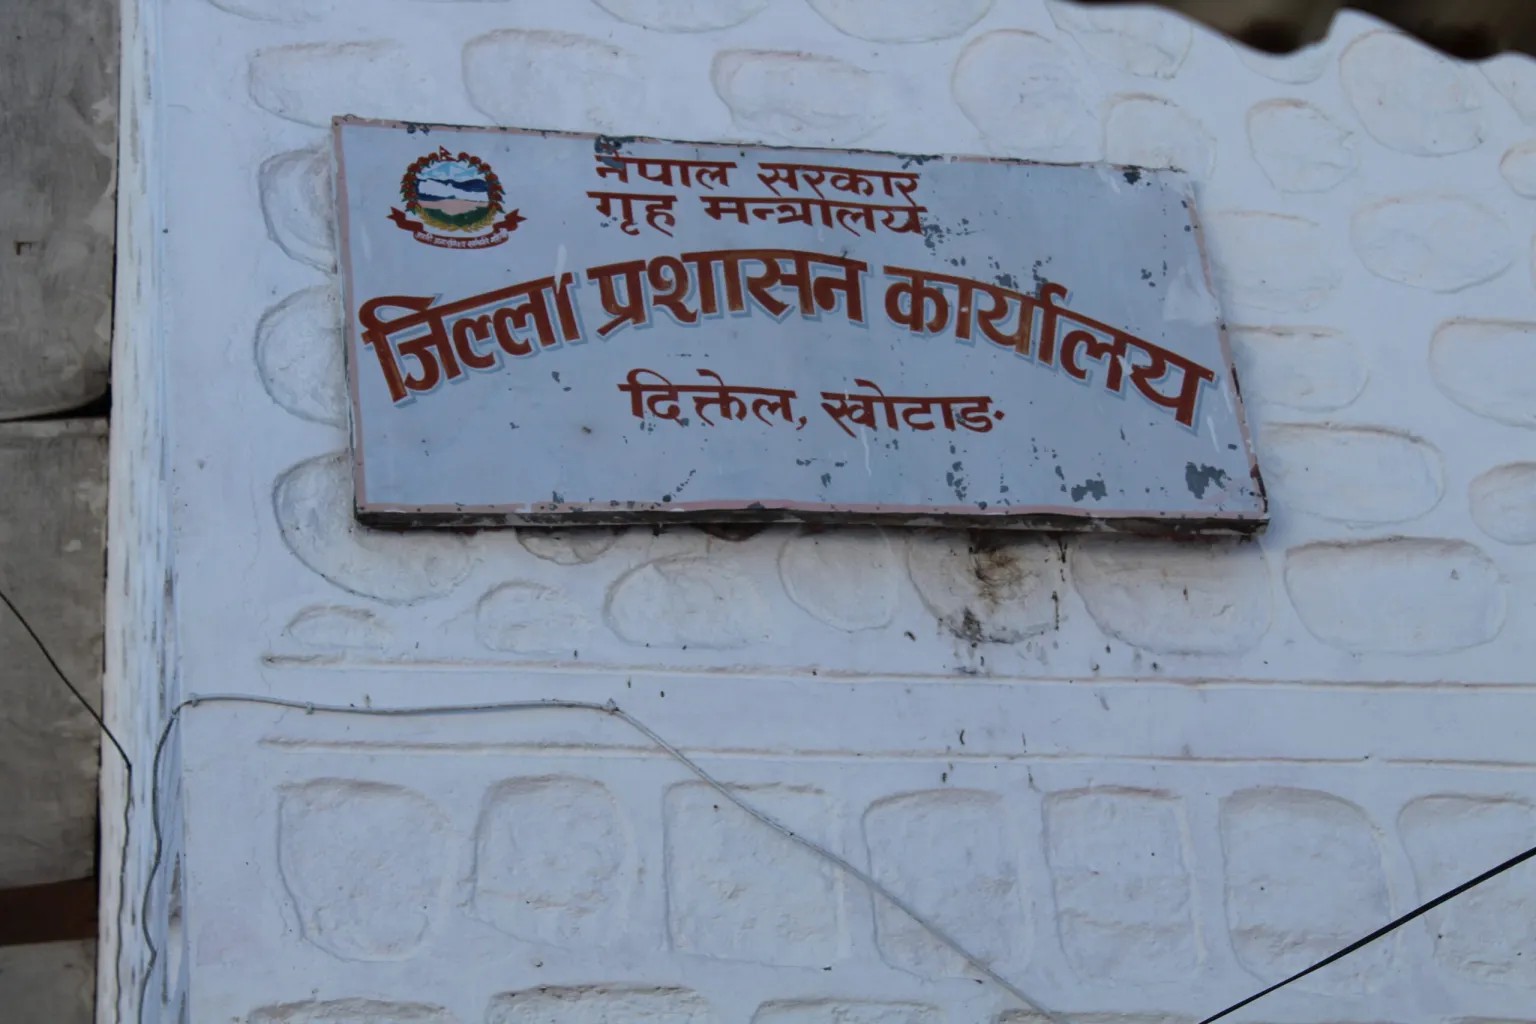 नेपाल सरकार
गृह मन्त्रालय
जिल्ला प्रशासन कार्यालय
दिक्तेल, खोटाङ